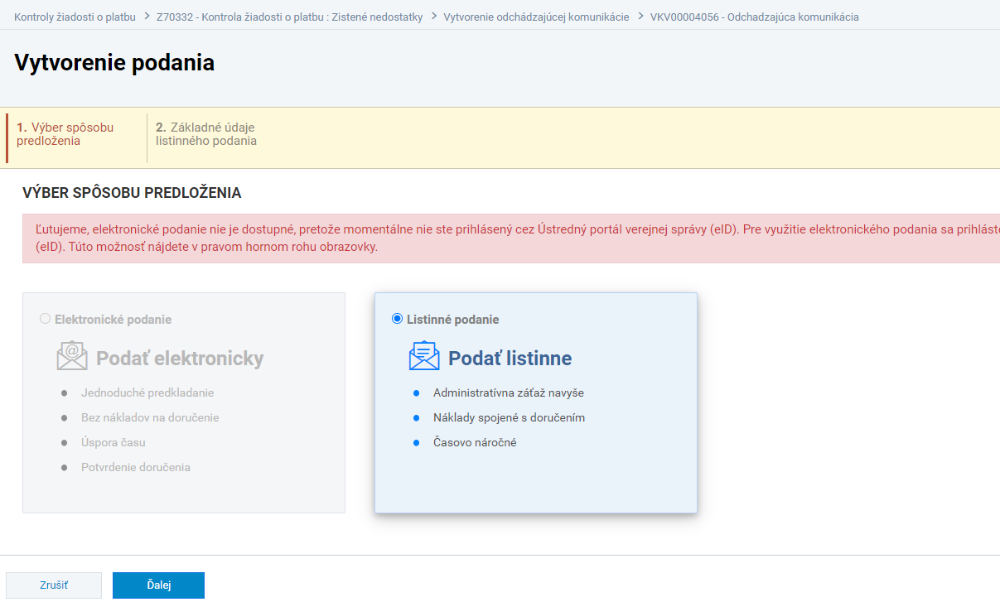 Kontroly žiadosti o platbu > Z70332 - Kontrola žiadosti o platbu : Zistené nedostatky > Vytvorenie odchádzajúcej komunikácie > VKV00004056 - Odchadzajúca komunikácia
Vytvorenie podania
1. Výber spôsobu
predloženia
2. Základné údaje
listinného podania
VÝBER SPÔSOBU PREDLOŽENIA
Ľutujeme, elektronické podanie nie je dostupné, pretože momentálne nie ste prihlásený cez Ústredný portál verejnej správy (eID). Pre využitie elektronického podania sa prihláste
(eID). Túto možnosť nájdete v pravom hornom rohu obrazovky.
Elektronické podanie
Podať elektronicky
Jednoduché predkladanie
Bez nákladov na doručenie
Úspora času
Potvrdenie doručenia
Listinné podanie
Podať listinne
Administratívna záťaž navyše
Náklady spojené s doručením
Časovo náročné
Zrušiť
Ďalej